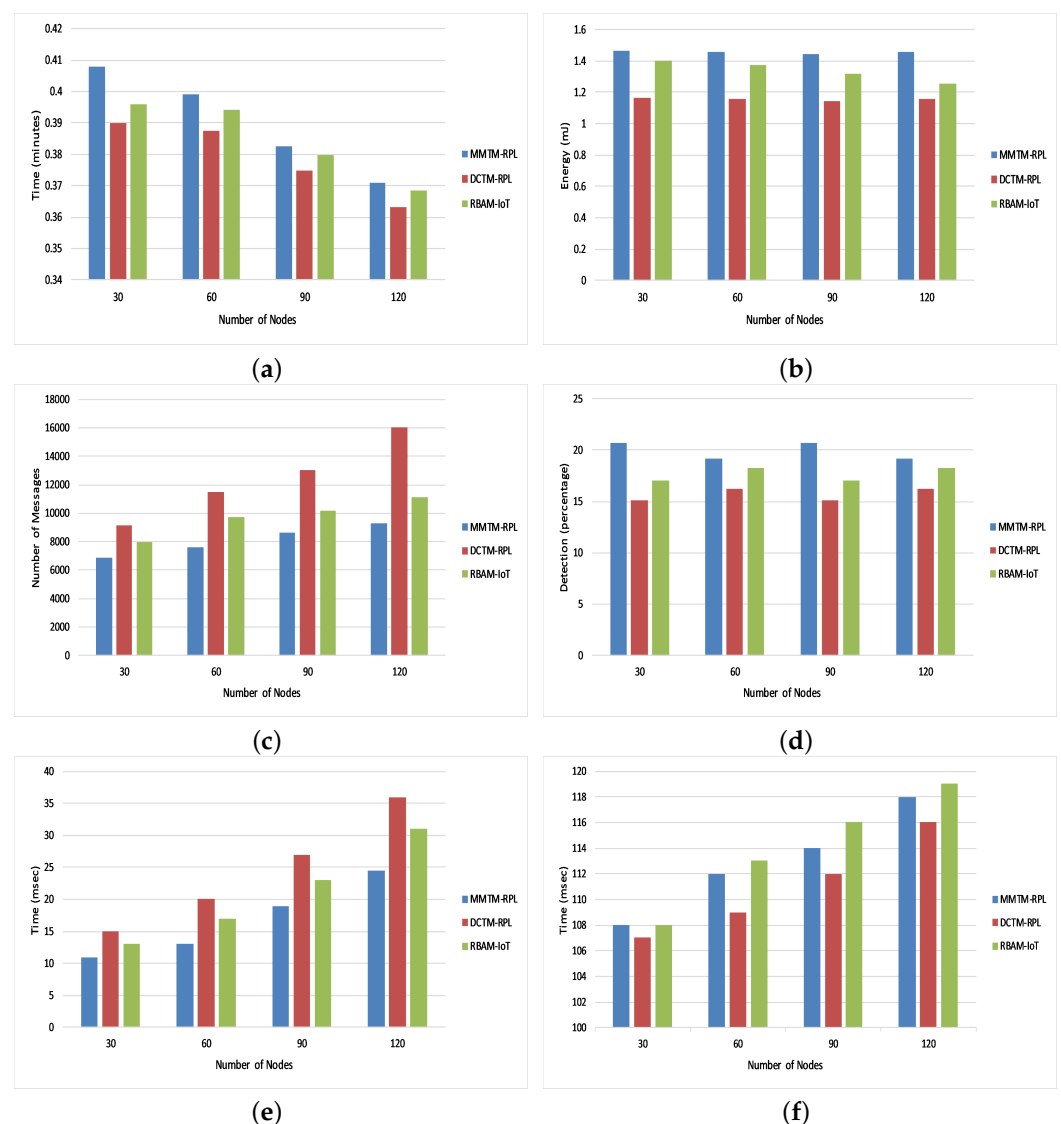 0.42
0.41
0.4
0.39
0.38
0.37
0.36
0.35
0.34
Time (minutes)
30 60 90 120
Number of Nodes
MMTM-RPL
DCTM-RPL
RBAM-IoT
(a)
1.6
1.4
1.2
1
0.8
0.6
0.4
0.2
0
Energy (mJ)
30 60 90 120
Number of Nodes
MMTM-RPL
DCTM-RPL
RBAM-IoT
(b)
18000
16000
14000
12000
10000
8000
6000
4000
2000
0
Number of Messages
30 60 90 120
Number of Nodes
MMTM-RPL
DCTM-RPL
RBAM-IoT
(c)
25
20
15
10
5
0
Detection (percentage)
30 60 90 120
Number of Nodes
MMTM-RPL
DCTM-RPL
RBAM-IoT
(d)
40
35
30
25
20
15
10
5
0
Time (msec)
30 60 90 120
Number of Nodes
MMTM-RPL
DCTM-RPL
RBAM-IoT
(e)
120
118
116
114
112
110
108
106
104
102
100
Time (msec)
30 60 90 120
Number of Nodes
MMTM-RPL
DCTM-RPL
RBAM-IoT
(f)